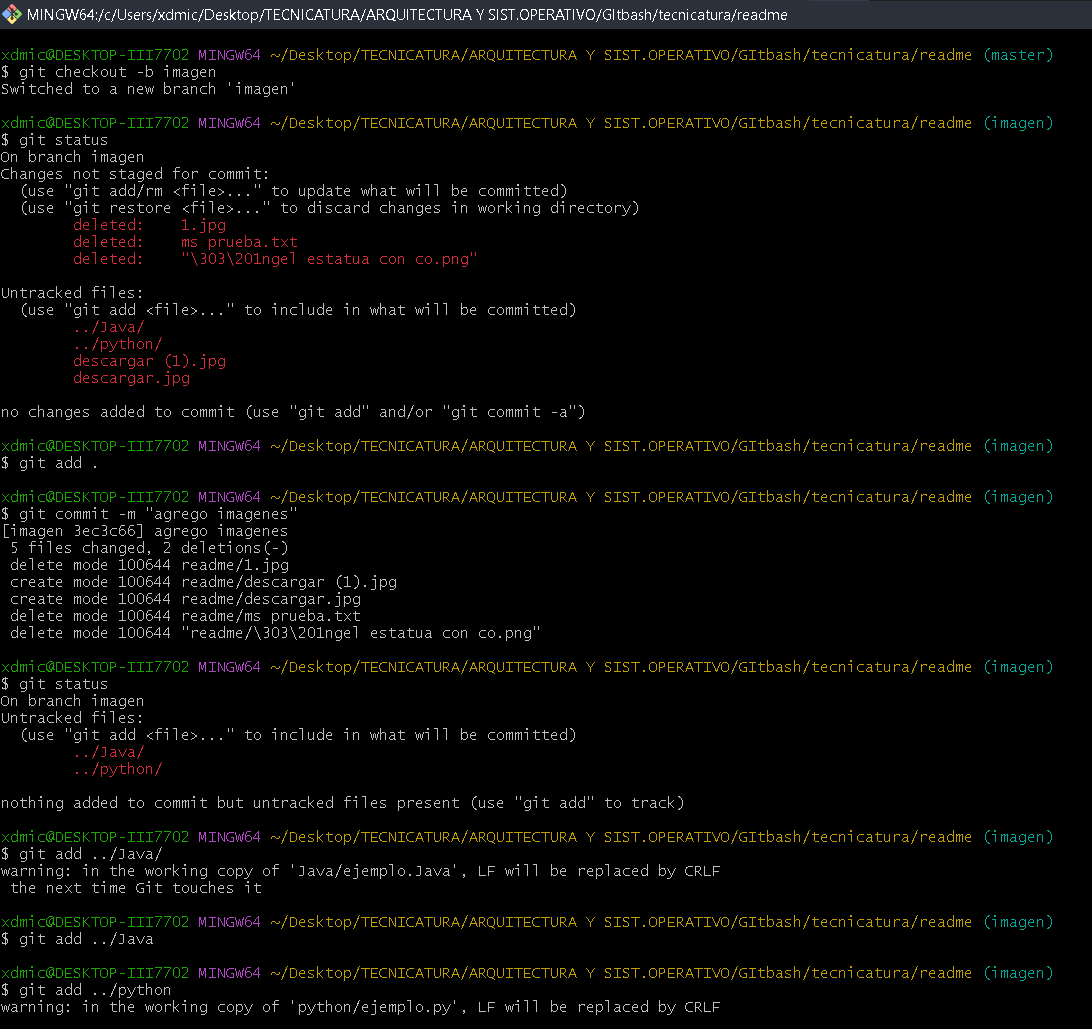 MINGW64:/c/Users/xdmic/Desktop/TECNICATURA/ARQUITECTURA Y SIST.OPERATIVO/GItbash/tecnicatura/readme
xdmic@DESKTOP-III7702 MINGW64 ~/Desktop/TECNICATURA/ARQUITECTURA Y SIST.OPERATIVO/GItbash/tecnicatura/readme (master)
$ git checkout -b imagen
Switched to a new branch 'imagen'
xdmic@DESKTOP-III7702 MINGW64 ~/Desktop/TECNICATURA/ARQUITECTURA Y SIST.OPERATIVO/GItbash/tecnicatura/readme (imagen)
$ git status
On branch imagen
Changes not staged for commit:
  (use "git add/rm <file>..." to update what will be committed)
  (use "git restore <file>..." to discard changes in working directory)
        deleted:    1.jpg
        deleted:    ms prueba.txt
        deleted:    "\303\201ngel estatua con co.png"
Untracked files:
  (use "git add <file>..." to include in what will be committed)
        ../Java/
        ../python/
        descargar (1).jpg
        descargar.jpg
no changes added to commit (use "git add" and/or "git commit -a")
xdmic@DESKTOP-III7702 MINGW64 ~/Desktop/TECNICATURA/ARQUITECTURA Y SIST.OPERATIVO/GItbash/tecnicatura/readme (imagen)
$ git add .
xdmic@DESKTOP-III7702 MINGW64 ~/Desktop/TECNICATURA/ARQUITECTURA Y SIST.OPERATIVO/GItbash/tecnicatura/readme (imagen)
$ git commit -m "agrego imagenes"
[imagen 3ec3c66] agrego imagenes
 5 files changed, 2 deletions(-)
 delete mode 100644 readme/1.jpg
 create mode 100644 readme/descargar (1).jpg
 create mode 100644 readme/descargar.jpg
 delete mode 100644 readme/ms prueba.txt
 delete mode 100644 "readme/\303\201ngel estatua con co.png"
xdmic@DESKTOP-III7702 MINGW64 ~/Desktop/TECNICATURA/ARQUITECTURA Y SIST.OPERATIVO/GItbash/tecnicatura/readme (imagen)
$ git status
On branch imagen
Untracked files:
  (use "git add <file>..." to include in what will be committed)
        ../Java/
        ../python/
nothing added to commit but untracked files present (use "git add" to track)
xdmic@DESKTOP-III7702 MINGW64 ~/Desktop/TECNICATURA/ARQUITECTURA Y SIST.OPERATIVO/GItbash/tecnicatura/readme (imagen)
$ git add ../Java/
warning: in the working copy of 'Java/ejemplo.Java', LF will be replaced by CRLF
 the next time Git touches it
xdmic@DESKTOP-III7702 MINGW64 ~/Desktop/TECNICATURA/ARQUITECTURA Y SIST.OPERATIVO/GItbash/tecnicatura/readme (imagen)
$ git add ../Java
xdmic@DESKTOP-III7702 MINGW64 ~/Desktop/TECNICATURA/ARQUITECTURA Y SIST.OPERATIVO/GItbash/tecnicatura/readme (imagen)
$ git add ../python
warning: in the working copy of 'python/ejemplo.py', LF will be replaced by CRLF